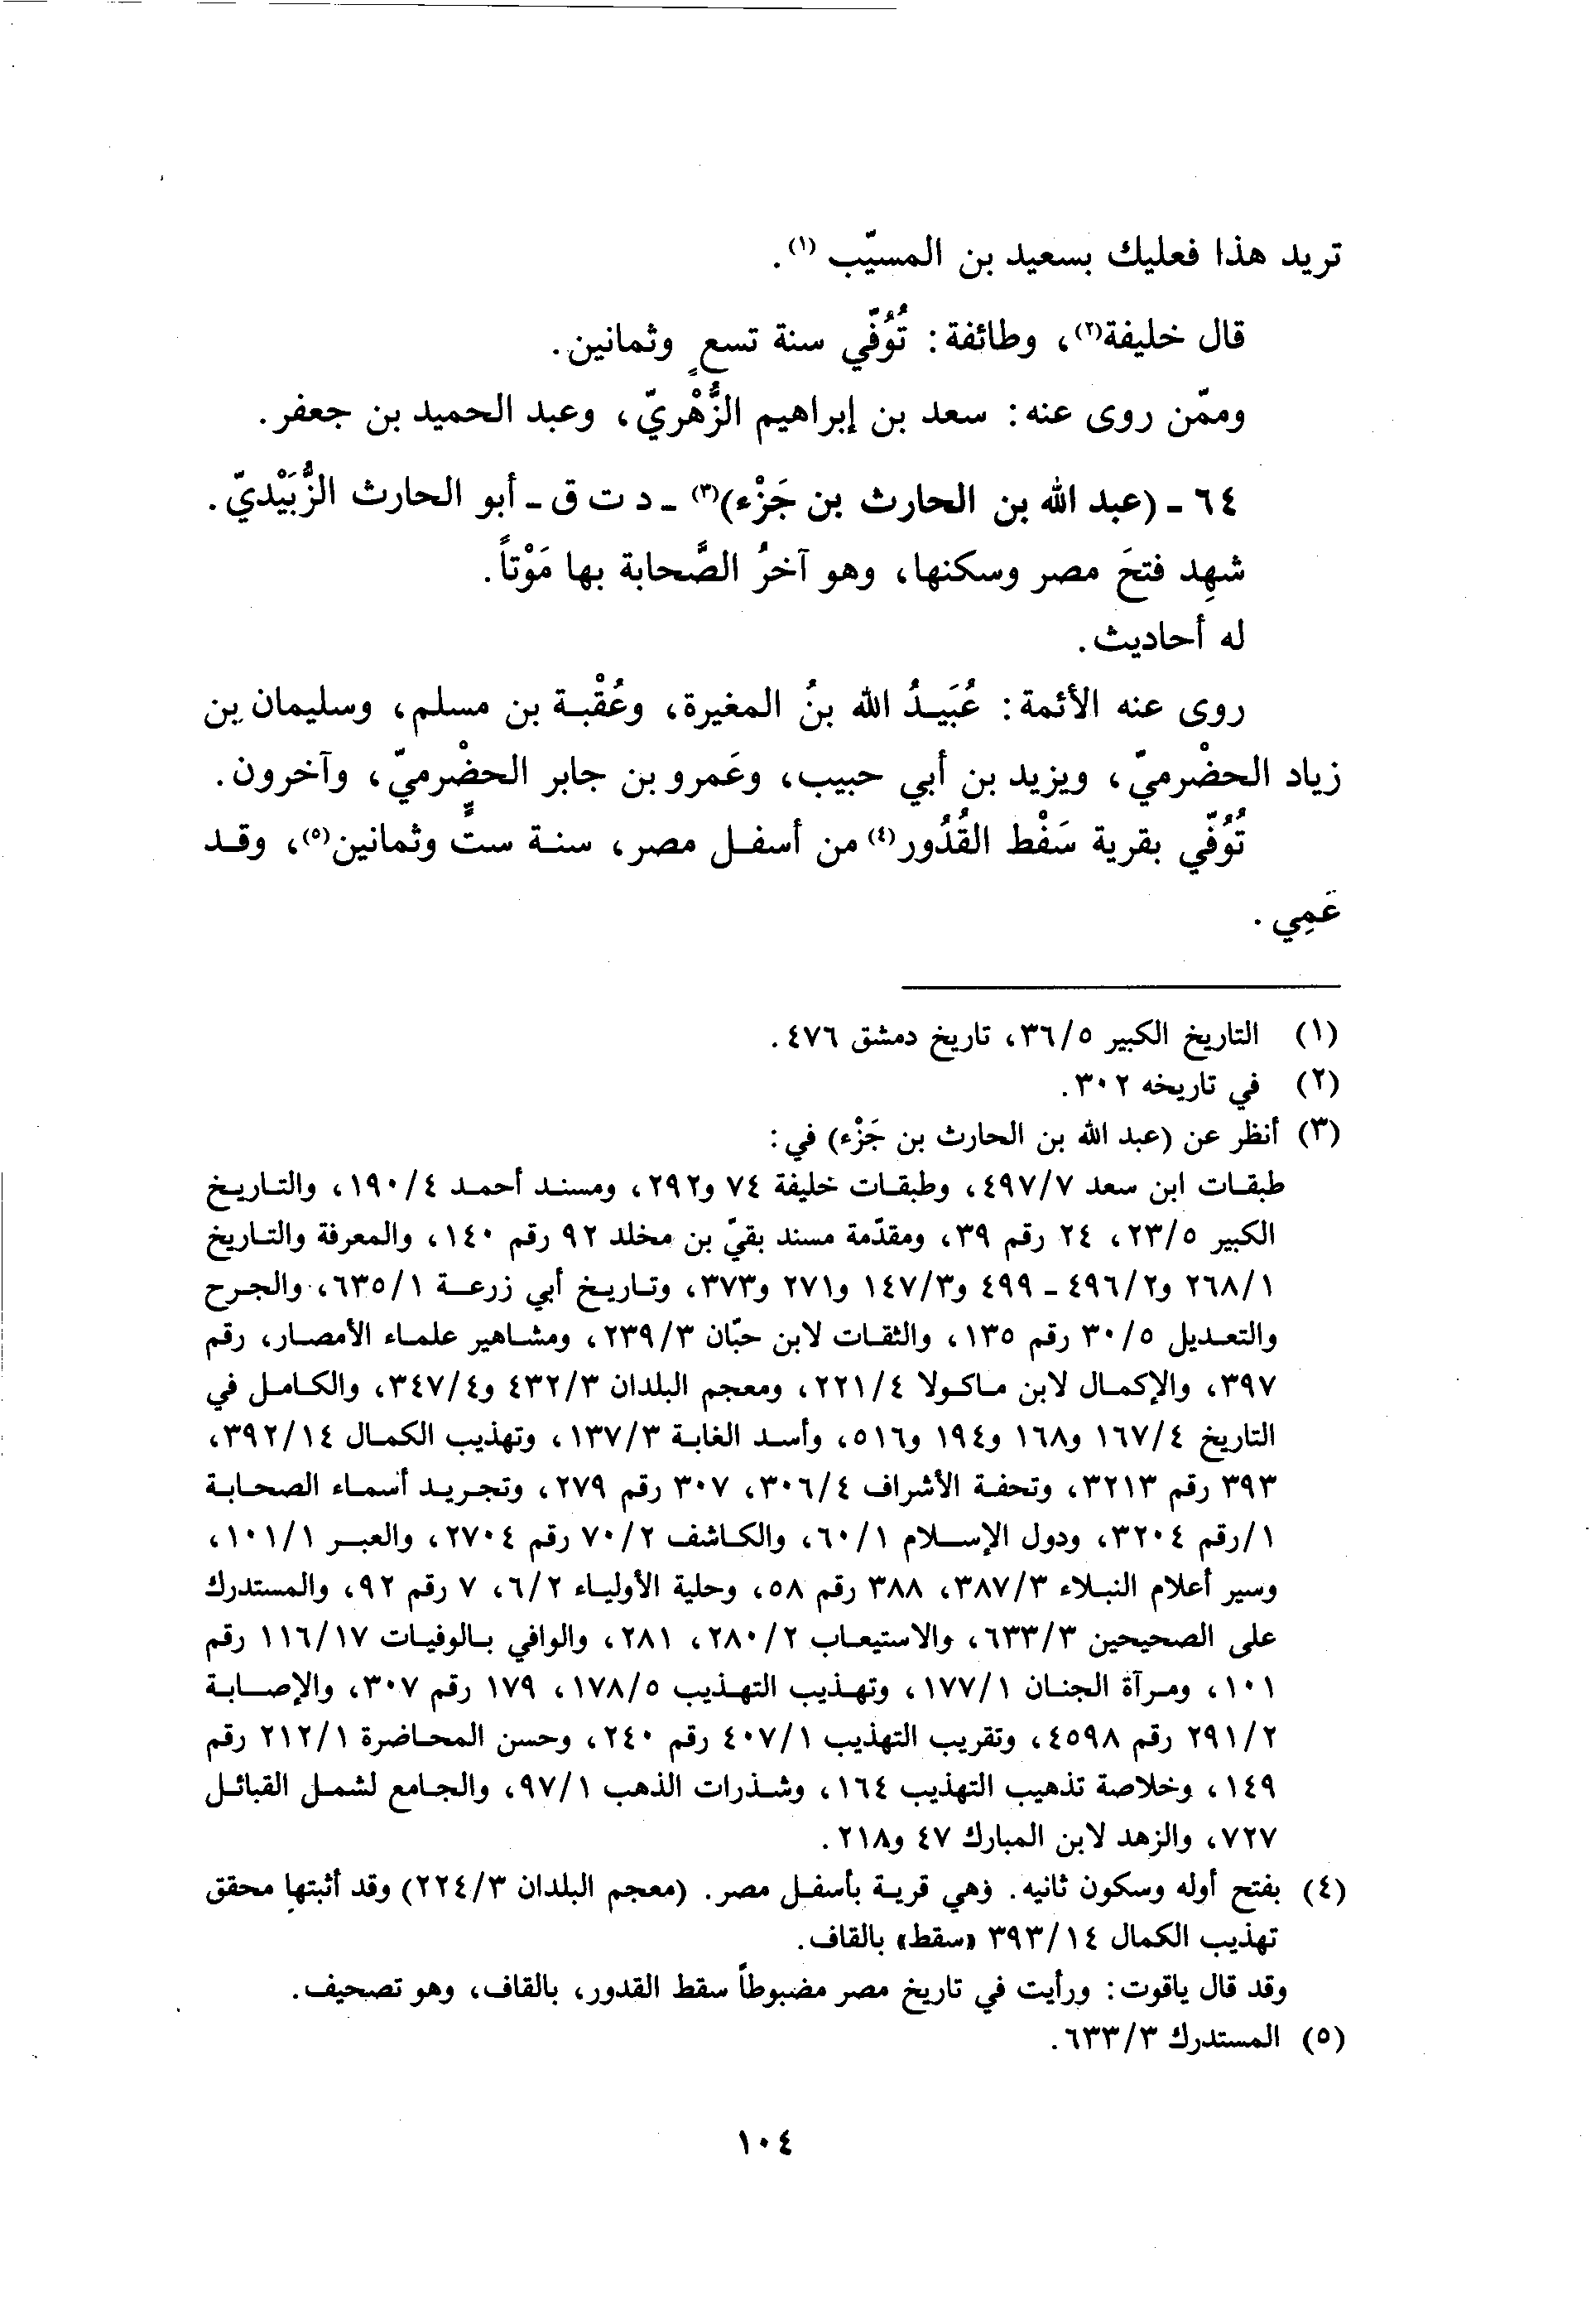 تريد هذا فعليك بسعيد بن المسيّب (١).
قال خليفة(٢)، وطائفة: تُوُفّي سنة تسعٍ وثمانين.
وممّن روى عنه: سعد بن إبراهيم الزُّهْريّ، وعبد الحميد بن جعفر.
٦٤ - (عبد الله بن الحارث بن جَزْء)(٣) - د ت ق - أبو الحارث الزُّبَيْديّ.
شهِد فتحَ مصر وسكنها، وهو آخرُ الصَّحابة بها مَوْتاً.
له أحاديث.
روى عنه الأئمة: عُبَيدُ الله بنُ المغيرة، وعُقْبة بن مسلم، وسليمان بن
زياد الحضْرميّ، ويزيد بن أبي حبيب، وعَمرو بن جابر الحضْرميّ، وآخرون.
تُوُفّي بقرية سَفْط القُدُور(٤) من أسفل مصر، سنة ستٍّ وثمانين(٥)، وقد
عَمِي.
(١) التاريخ الكبير ٣٦/٥، تاريخ دمشق ٤٧٦.
(٢) في تاريخه ٣٠٢.
(٣) أنظر عن (عبد الله بن الحارث بن جَزْء) في:
طبقات ابن سعد ٤٩٧/٧، وطبقات خليفة ٧٤ و٢٩٢، ومسند أحمد ١٩٠/٤، والتاريخ
الكبير ٢٣/٥، ٢٤ رقم ٣٩، ومقدّمة مسند بقيّ بن مخلد ٩٢ رقم ١٤٠، والمعرفة والتاريخ
٢٦٨/١ و٤٩٦/٢ - ٤٩٩ و١٤٧/٣ و٢٧١ و٣٧٣، وتاريخ أبي زرعة ٦٣٥/١، والجرح
والتعديل ٣٠/٥ رقم ١٣٥، والثقات لابن حبّان ٢٣٩/٣، ومشاهير علماء الأمصار، رقم
٣٩٧، والإكمال لابن ماكولا ٢٢١/٤، ومعجم البلدان ٤٣٢/٣ و٣٤٧/٤، والكامل في
التاريخ ١٦٧/٤ و١٦٨ و١٩٤ و٥١٦، وأسد الغابة ١٣٧/٣، وتهذيب الكمال ٣٩٢/١٤،
٣٩٣ رقم ٣٢١٣، وتحفة الأشراف ٣٠٦/٤، ٣٠٧ رقم ٢٧٩، وتجريد أسماء الصحابة
١/رقم ٣٢٠٤، ودول الإسلام ٦٠/١، والكاشف ٧٠/٢ رقم ٢٧٠٤، والعبر ١٠١/١،
وسير أعلام النبلاء ٣٨٧/٣، ٣٨٨ رقم ٥٨، وحلية الأولياء ٦/٢، ٧ رقم ٩٢، والمستدرك
على الصحيحين ٦٣٣/٣، والاستيعاب ٢٨٠/٢، ٢٨١، والوافي بالوفيات ١١٦/١٧ رقم
١٠١، ومرآة الجنان ١٧٧/١، وتهذيب التهذيب ١٧٨/٥، ١٧٩ رقم ٣٠٧، والإصابة
٢٩١/٢ رقم ٤٥٩٨، وتقريب التهذيب ٤٠٧/١ رقم ٢٤٠، وحسن المحاضرة ٢١٢/١ رقم
١٤٩، وخلاصة تذهيب التهذيب ١٦٤، وشذرات الذهب ٩٧/١، والجامع لشمل القبائل
٧٢٧، والزهد لابن المبارك ٤٧ و٢١٨.
(٤) بفتح أوله وسكون ثانيه. وهي قرية بأسفل مصر. (معجم البلدان ٢٢٤/٣) وقد أثبتها محقق
تهذيب الكمال ٣٩٣/١٤ «سقط» بالقاف.
وقد قال ياقوت: ورأيت في تاريخ مصر مضبوطاً سقط القدور، بالقاف، وهو تصحيف.
(٥) المستدرك ٦٣٣/٣.
١٠٤